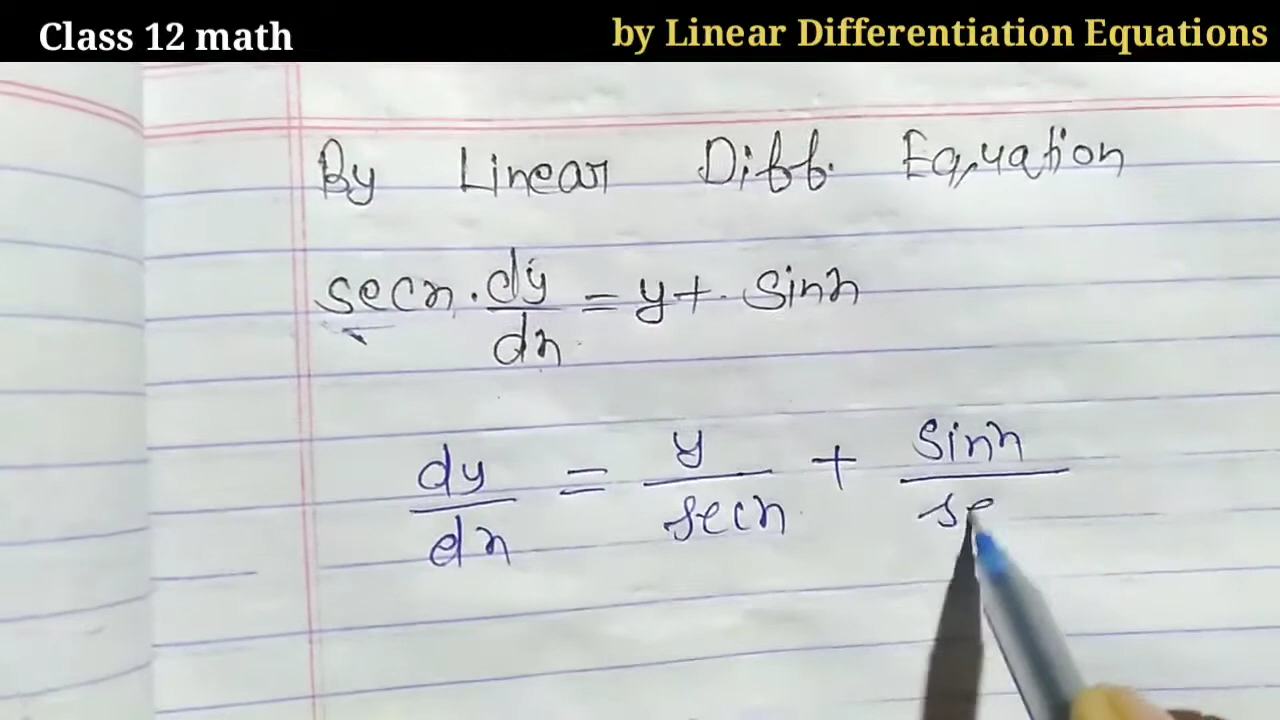 Class 12 math
by Linear Differentiation Equations
By Linear Diff. Equation
secx . dy/dx = y + sinx
dy/dx = y/secx + sinx/se